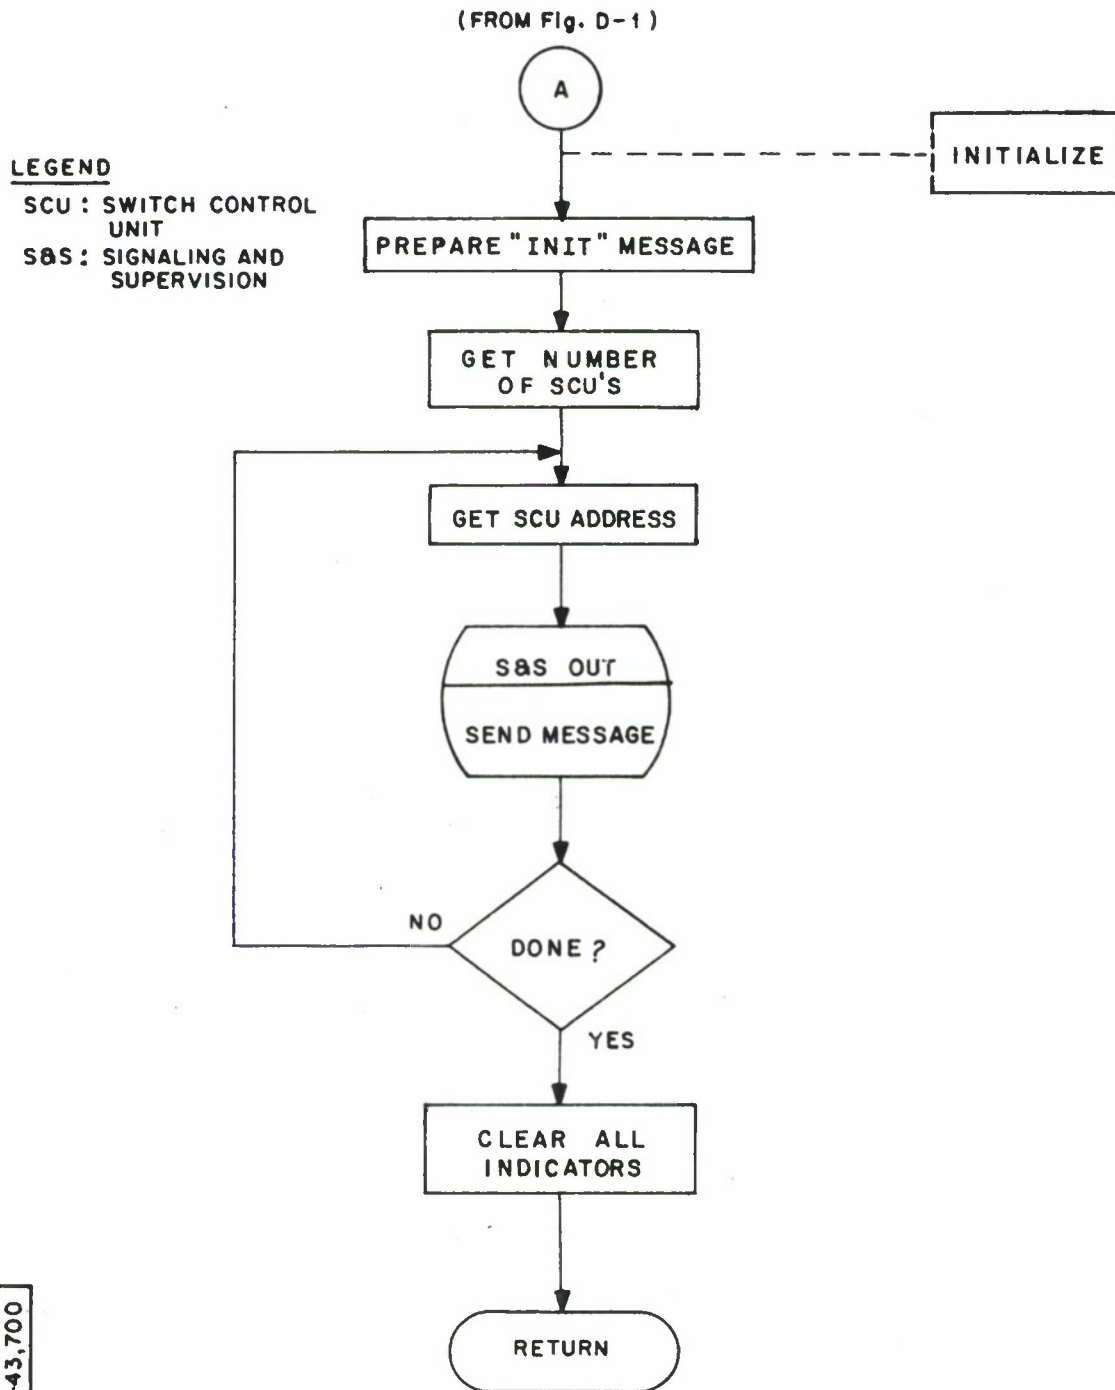 (FROM Fig. D-1)
A
INITIALIZE
LEGEND
SCU: SWITCH CONTROL
UNIT
S&S: SIGNALING AND
SUPERVISION
PREPARE "INIT" MESSAGE
GET NUMBER
OF SCU'S
GET SCU ADDRESS
S&S OUT
SEND MESSAGE
NO
DONE?
YES
CLEAR ALL
INDICATORS
RETURN
-43,700